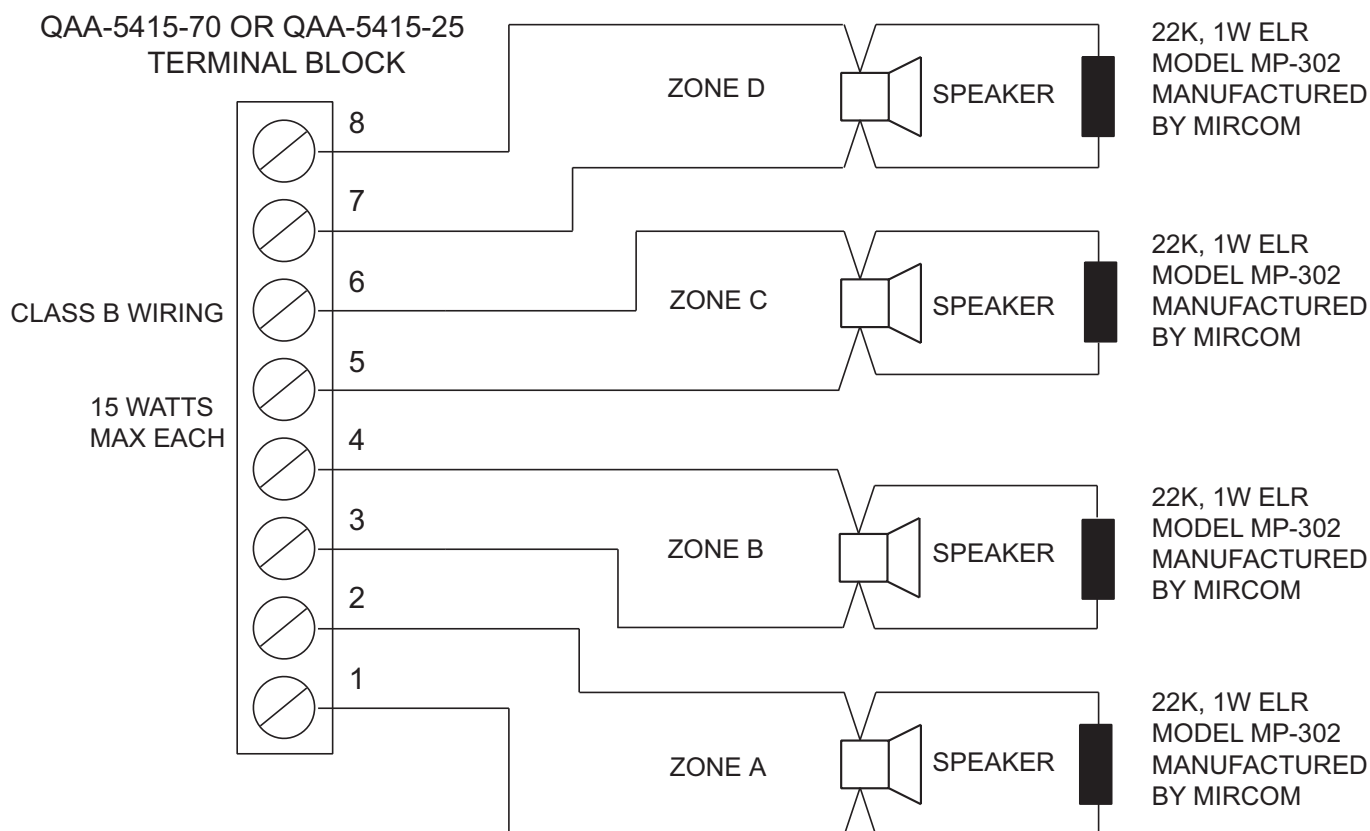 QAA-5415-70 OR QAA-5415-25
TERMINAL BLOCK
8
7
6
5
4
3
2
1
CLASS B WIRING
15 WATTS
MAX EACH
ZONE D
SPEAKER
22K, 1W ELR
MODEL MP-302
MANUFACTURED
BY MIRCOM
ZONE C
SPEAKER
22K, 1W ELR
MODEL MP-302
MANUFACTURED
BY MIRCOM
ZONE B
SPEAKER
22K, 1W ELR
MODEL MP-302
MANUFACTURED
BY MIRCOM
ZONE A
SPEAKER
22K, 1W ELR
MODEL MP-302
MANUFACTURED
BY MIRCOM